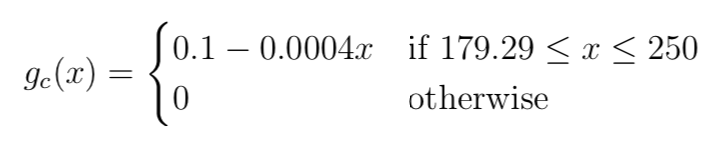 g_c(x) = { 0.1 − 0.0004x if 179.29 ≤ x ≤ 250
0 otherwise